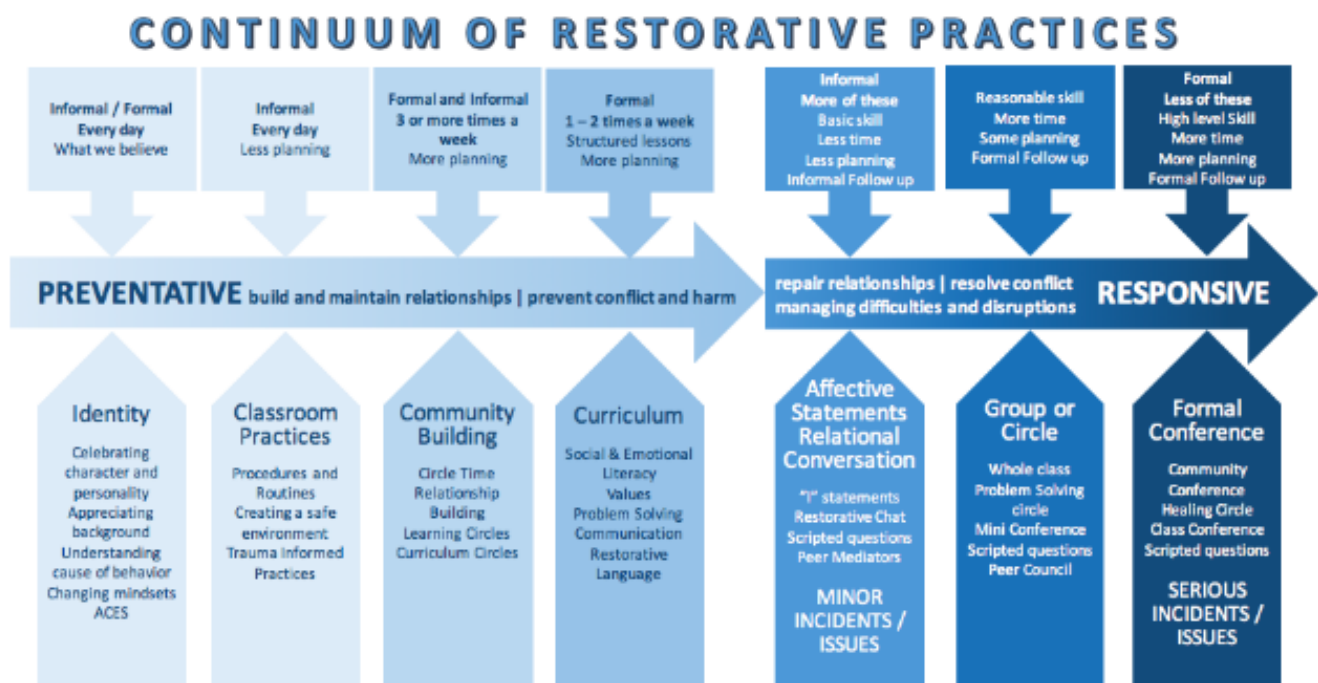 CONTINUUM OF RESTORATIVE PRACTICES
Informal / Formal
Every day
What we believe
Informal
Every day
Less planning
Formal and Informal
3 or more times a
week
More planning
Formal
1 – 2 times a week
Structured lessons
More planning
Informal
More of these
Basic skill
Less time
Less planning
Informal Follow up
Reasonable skill
More time
Some planning
Formal Follow up
Formal
Less of these
High level Skill
More time
More planning
Formal Follow up
PREVENTATIVE build and maintain relationships | prevent conflict and harm
repair relationships | resolve conflict
managing difficulties and disruptions
RESPONSIVE
Identity
Celebrating
character and
personality
Appreciating
background
Understanding
cause of behavior
Changing mindsets
ACES
Classroom
Practices
Procedures and
Routines
Creating a safe
environment
Trauma Informed
Practices
Community
Building
Circle Time
Relationship
Building
Learning Circles
Curriculum Circles
Curriculum
Social & Emotional
Literacy
Values
Problem Solving
Communication
Restorative
Language
Affective
Statements
Relational
Conversation
"I" statements
Restorative Chat
Scripted questions
Peer Mediators
MINOR
INCIDENTS /
ISSUES
Group or
Circle
Whole class
Problem Solving
circle
Mini Conference
Scripted questions
Peer Council
Formal
Conference
Community
Conference
Healing Circle
Class Conference
Scripted questions
SERIOUS
INCIDENTS /
ISSUES